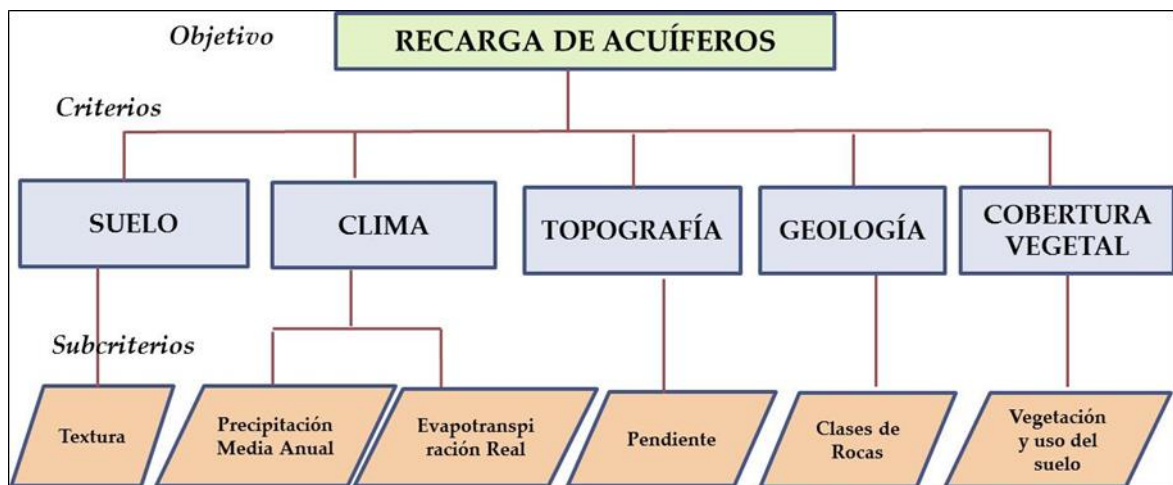 Objetivo
RECARGA DE ACUÍFEROS
Criterios
SUELO
CLIMA
TOPOGRAFÍA
GEOLOGÍA
COBERTURA
VEGETAL
Subcriterios
Textura
Precipitación
Media Anual
Evapotranspi
ración Real
Pendiente
Clases de
Rocas
Vegetación
y uso del
suelo